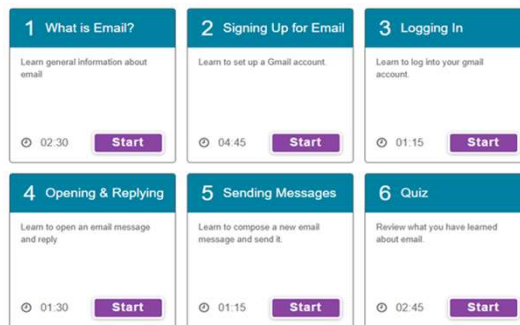 1 What is Email?
Learn general information about
email
02:30 Start
2 Signing Up for Email
Learn to set up a Gmail account.
04:45 Start
3 Logging In
Learn to log into your gmail
account.
01:15 Start
4 Opening & Replying
Learn to open an email message
and reply
01:30 Start
5 Sending Messages
Learn to compose a new email
message and send it.
01:15 Start
6 Quiz
Review what you have learned
about email.
02:45 Start